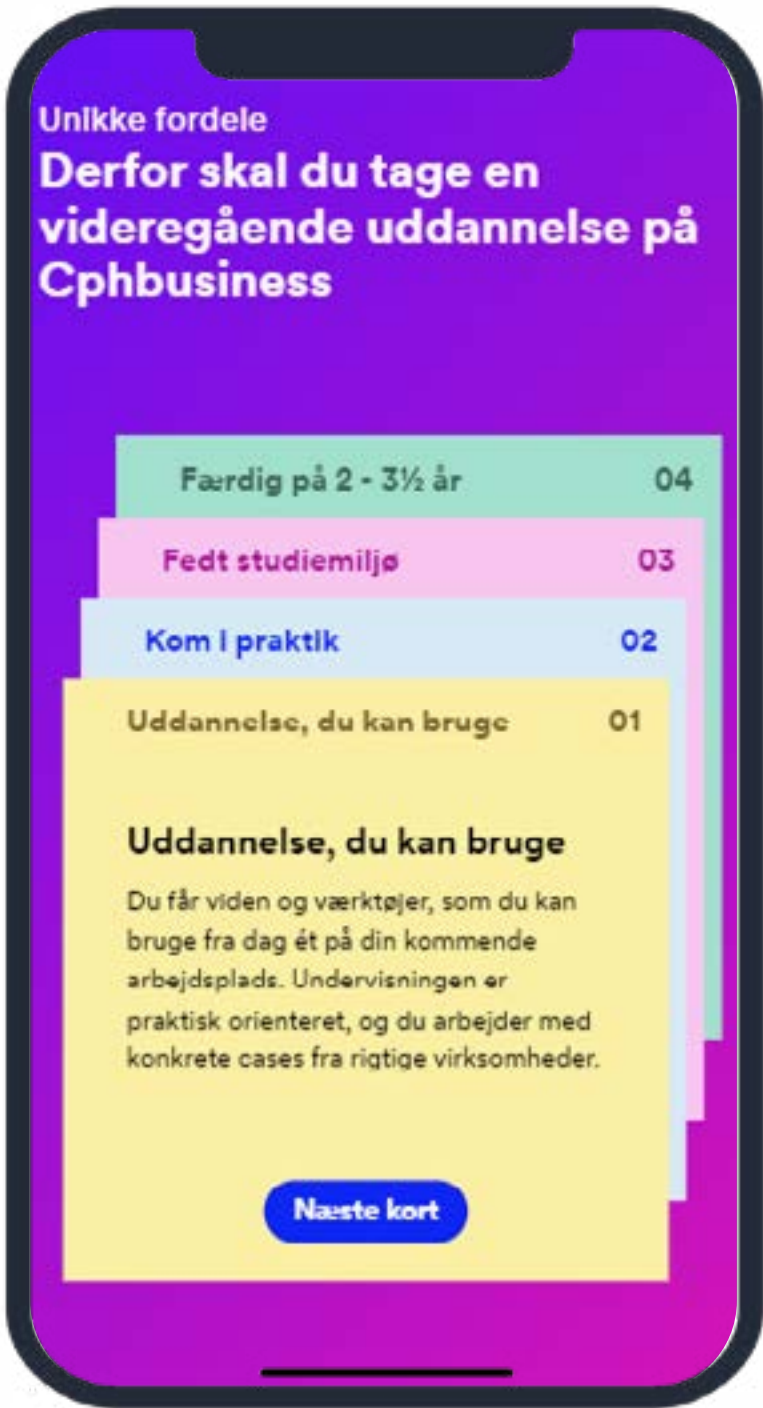 Unikke fordele
Derfor skal du tage en
videregående uddannelse på
Cphbusiness
Færdig på 2 - 3½ år 04
Fedt studiemiljø 03
Kom i praktik 02
Uddannelse, du kan bruge 01
Uddannelse, du kan bruge
Du får viden og værktøjer, som du kan
bruge fra dag ét på din kommende
arbejdsplads. Undervisningen er
praktisk orienteret, og du arbejder med
konkrete cases fra rigtige virksomheder.
Næste kort